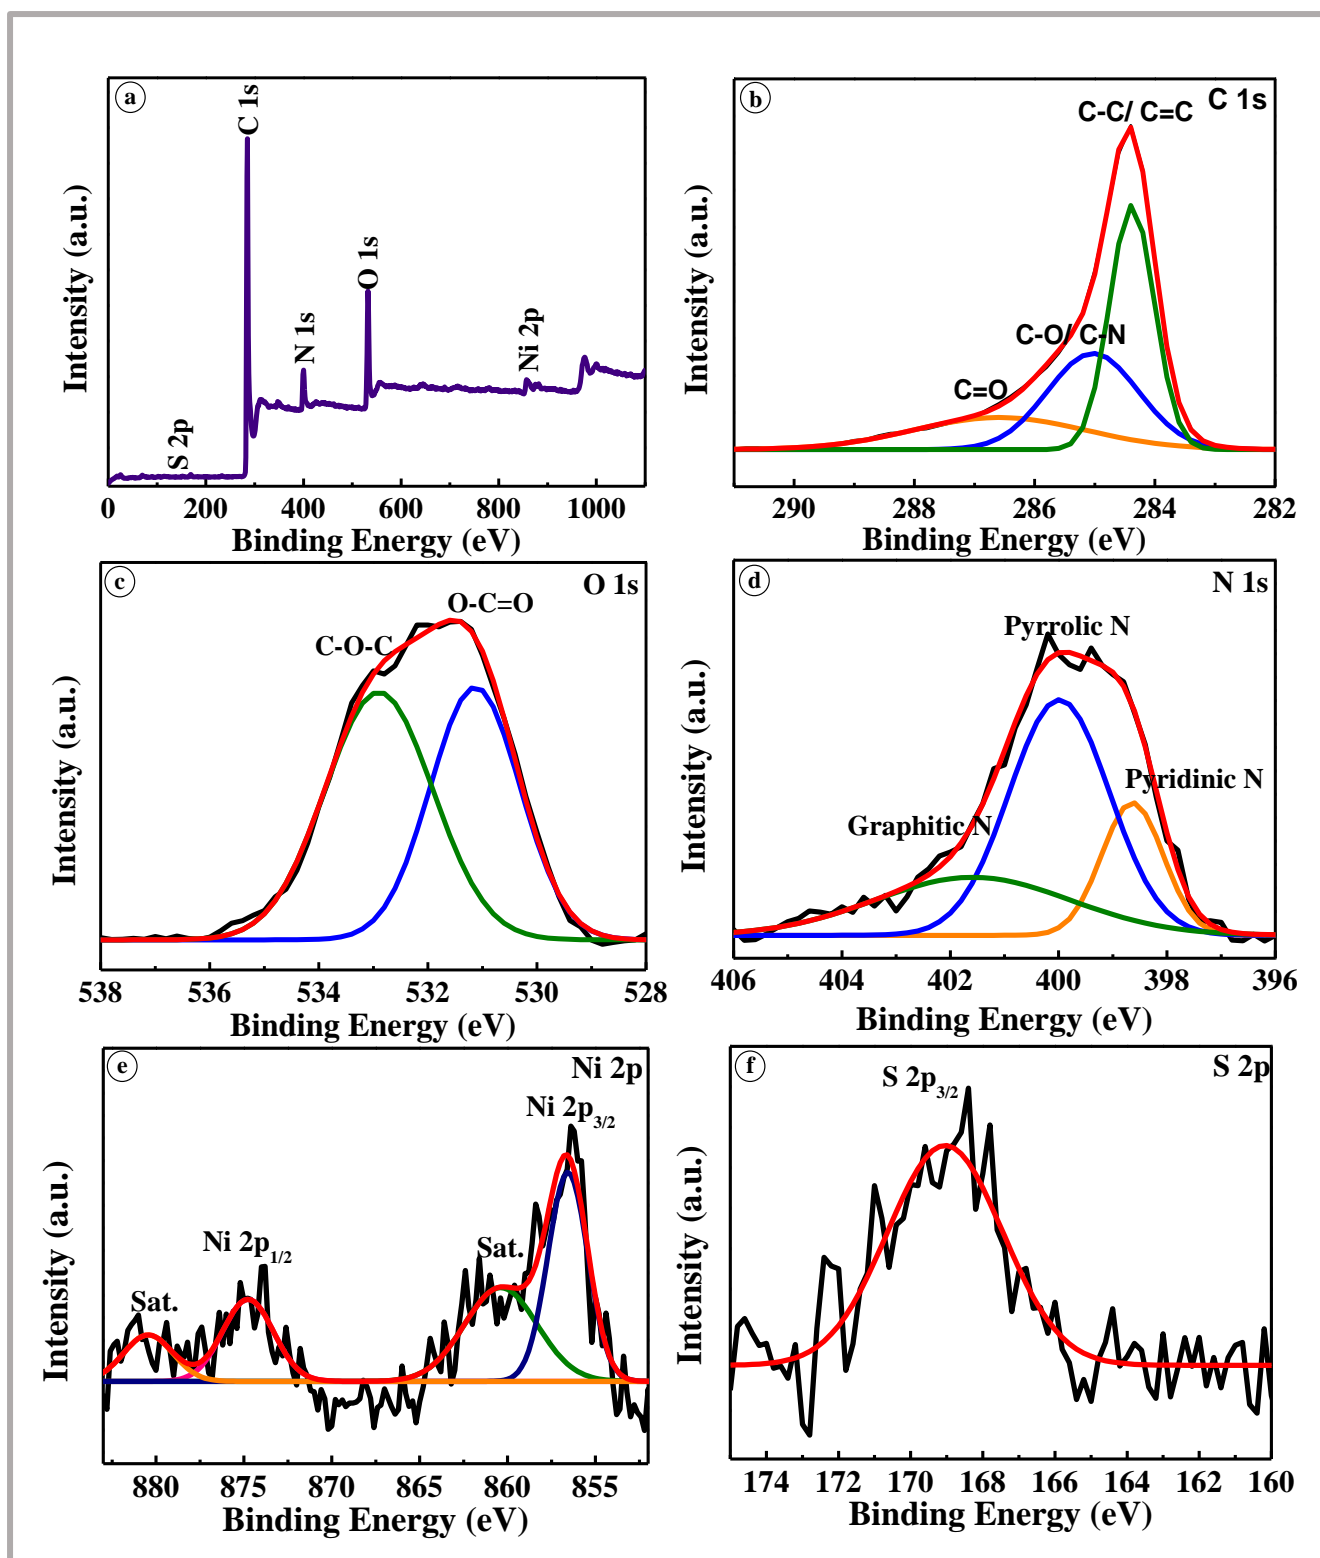 a
C 1s
S 2p
N 1s
O 1s
Ni 2p
Intensity (a.u.)
0 200 400 600 800 1000
Binding Energy (eV)
b
C 1s
C-C/ C=C
C-O/ C-N
C=O
Intensity (a.u.)
290 288 286 284 282
Binding Energy (eV)
c
O 1s
O-C=O
C-O-C
Intensity (a.u.)
538 536 534 532 530 528
Binding Energy (eV)
d
N 1s
Pyrrolic N
Pyridinic N
Graphitic N
Intensity (a.u.)
406 404 402 400 398 396
Binding Energy (eV)
e
Ni 2p
Ni 2p3/2
Sat.
Ni 2p1/2
Sat.
Intensity (a.u.)
880 875 870 865 860 855
Binding Energy (eV)
f
S 2p
S 2p3/2
Intensity (a.u.)
174 172 170 168 166 164 162 160
Binding Energy (eV)